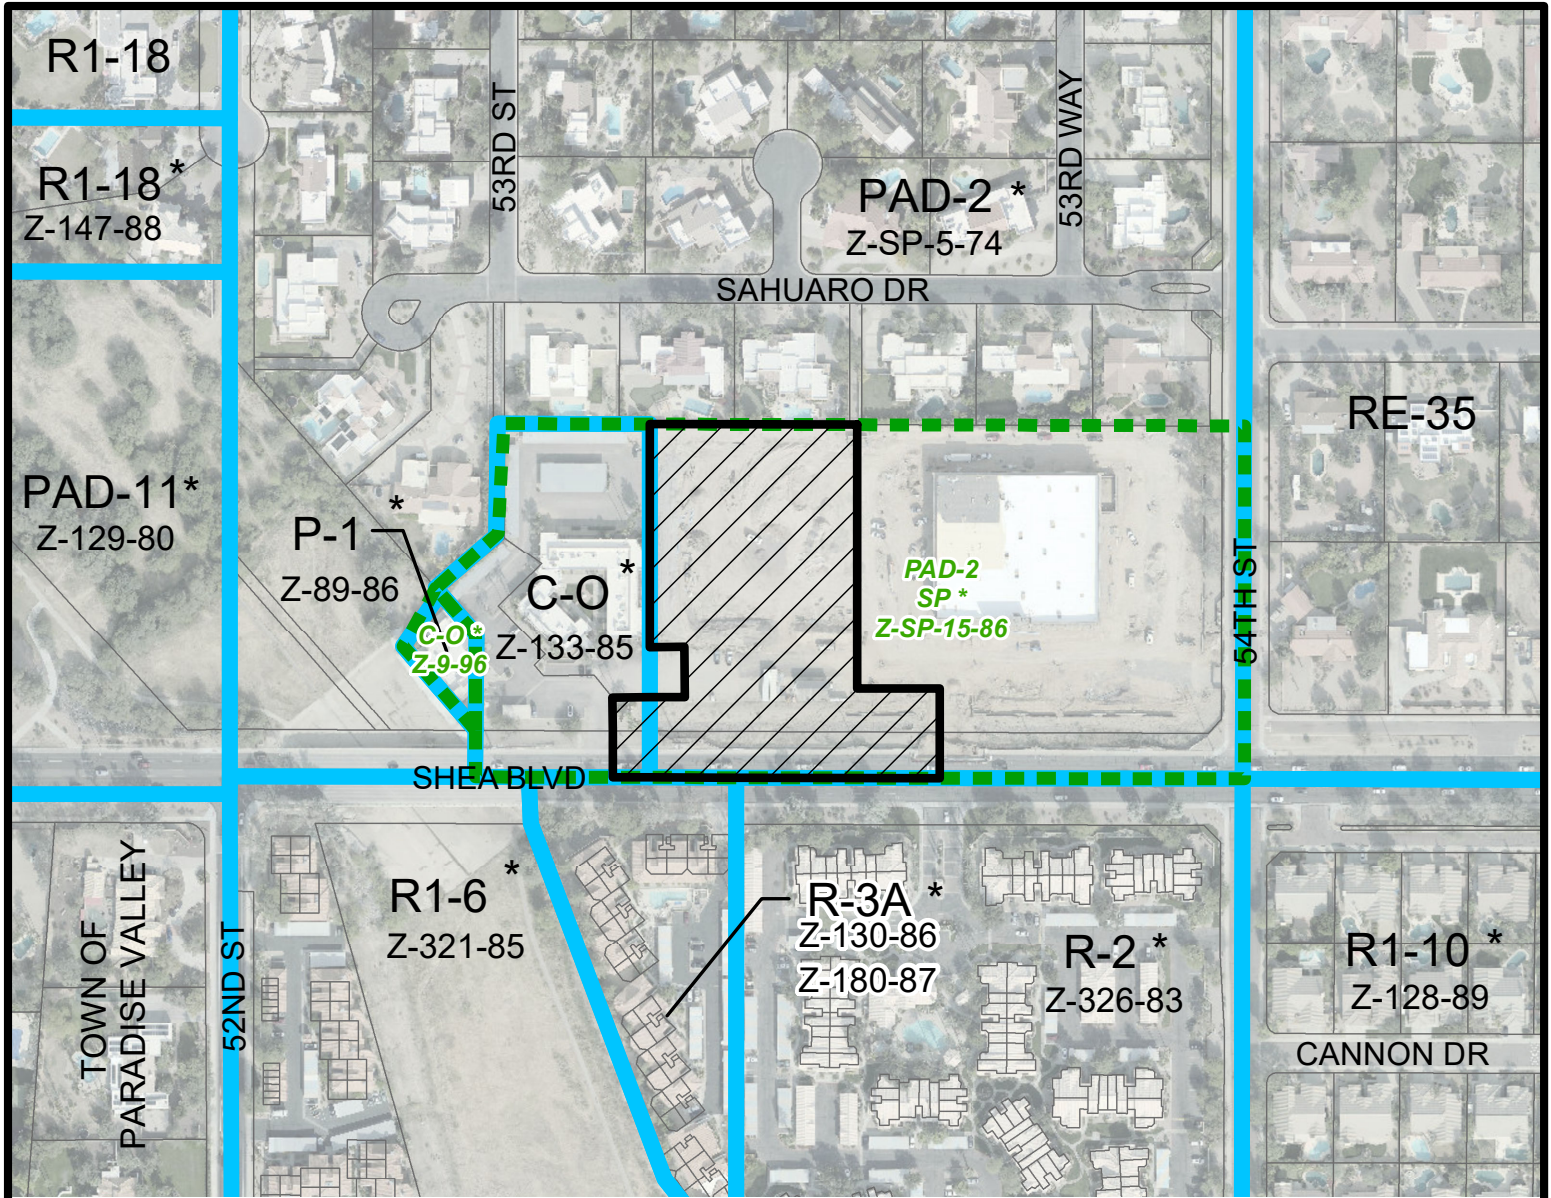 R1-18
R1-18 *
Z-147-88
53RD ST
53RD WAY
PAD-2 *
Z-SP-5-74
SAHUARO DR
RE-35
PAD-11*
Z-129-80
P-1 *
Z-89-86
C-O *
Z-133-85
C-O *
Z-9-96
PAD-2
SP *
Z-SP-15-86
54TH ST
SHEA BLVD
TOWN OF
PARADISE VALLEY
52ND ST
R1-6 *
Z-321-85
R-3A *
Z-130-86
Z-180-87
R-2 *
Z-326-83
R1-10 *
Z-128-89
CANNON DR